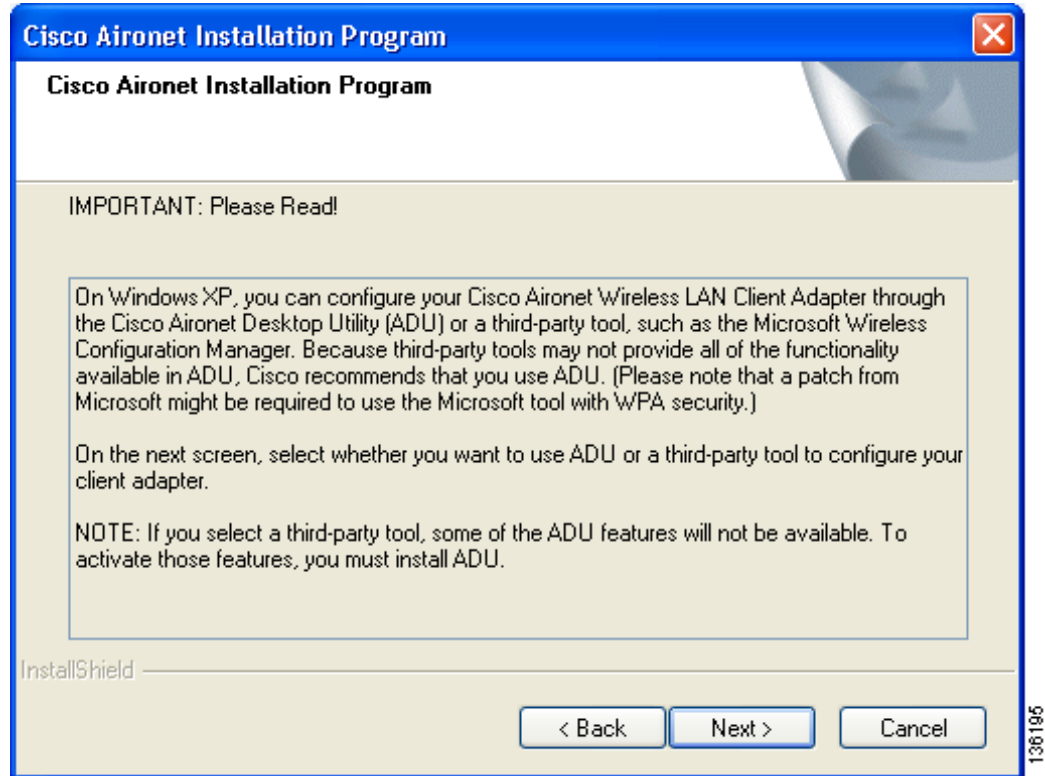 Cisco Aironet Installation Program
Cisco Aironet Installation Program
IMPORTANT: Please Read!
On Windows XP, you can configure your Cisco Aironet Wireless LAN Client Adapter through
the Cisco Aironet Desktop Utility (ADU) or a third-party tool, such as the Microsoft Wireless
Configuration Manager. Because third-party tools may not provide all of the functionality
available in ADU, Cisco recommends that you use ADU. (Please note that a patch from
Microsoft might be required to use the Microsoft tool with WPA security.)
On the next screen, select whether you want to use ADU or a third-party tool to configure your
client adapter.
NOTE: If you select a third-party tool, some of the ADU features will not be available. To
activate those features, you must install ADU.
InstallShield
< Back
Next >
Cancel
136195